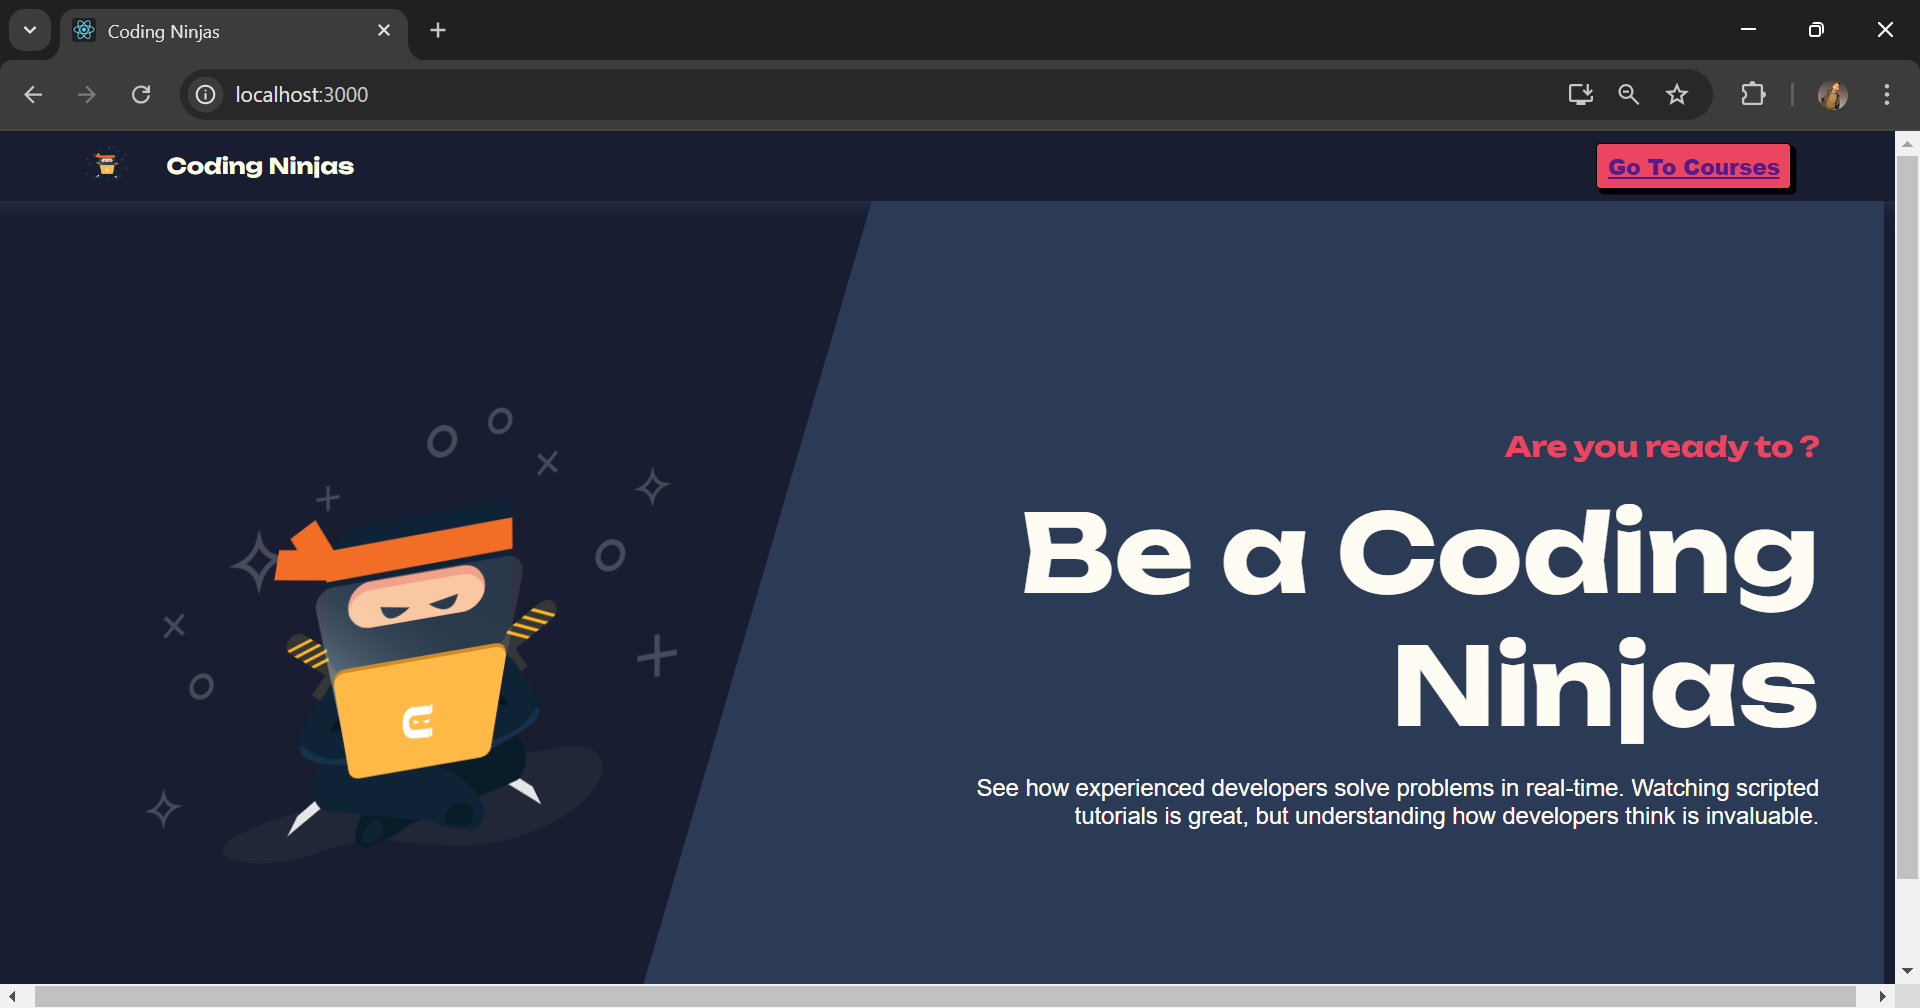 Coding Ninjas
localhost:3000
Coding Ninjas
Go To Courses
Are you ready to ?
Be a Coding
Ninjas
See how experienced developers solve problems in real-time. Watching scripted
tutorials is great, but understanding how developers think is invaluable.